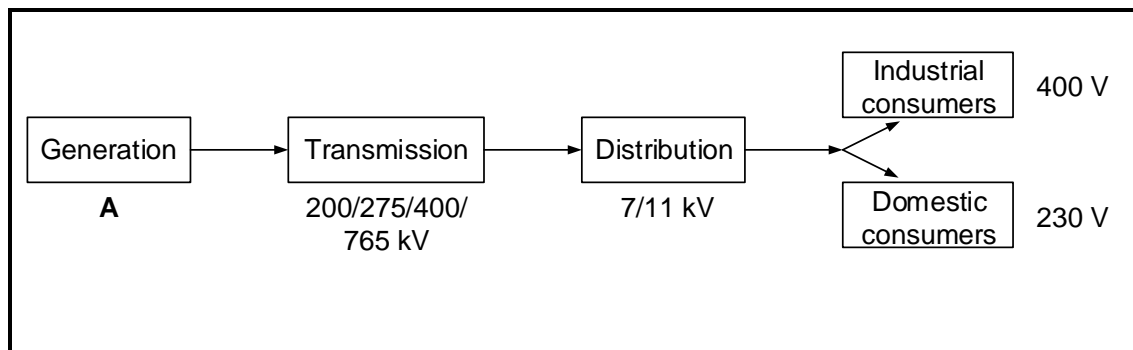 Generation
A
Transmission
200/275/400/
765 kV
Distribution
7/11 kV
Industrial
consumers
400 V
Domestic
consumers
230 V